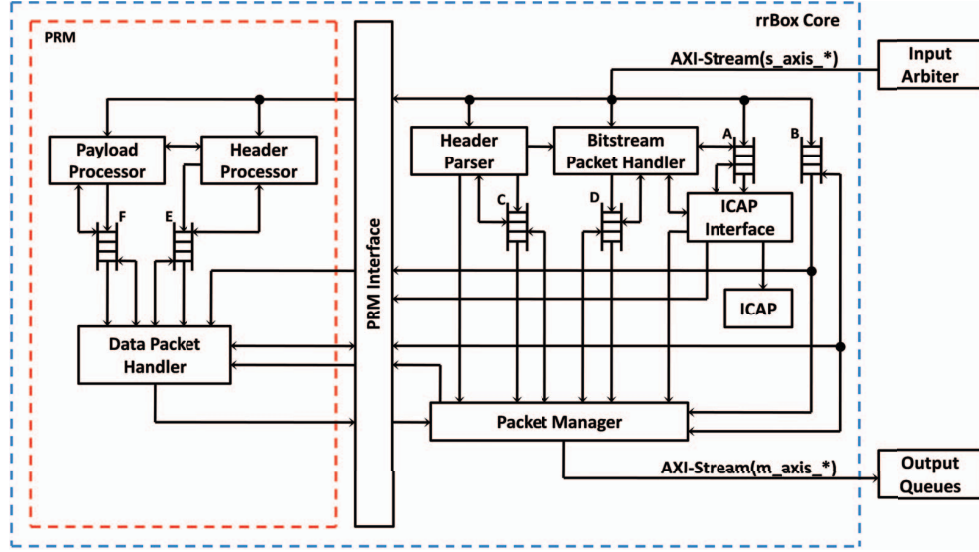 PRM
rrBox Core
AXI-Stream(s_axis_*)
Input
Arbiter
Payload
Processor
Header
Processor
Header
Parser
Bitstream
Packet Handler
A
B
F
E
C
D
ICAP
Interface
PRM Interface
ICAP
Data Packet
Handler
Packet Manager
AXI-Stream(m_axis_*)
Output
Queues